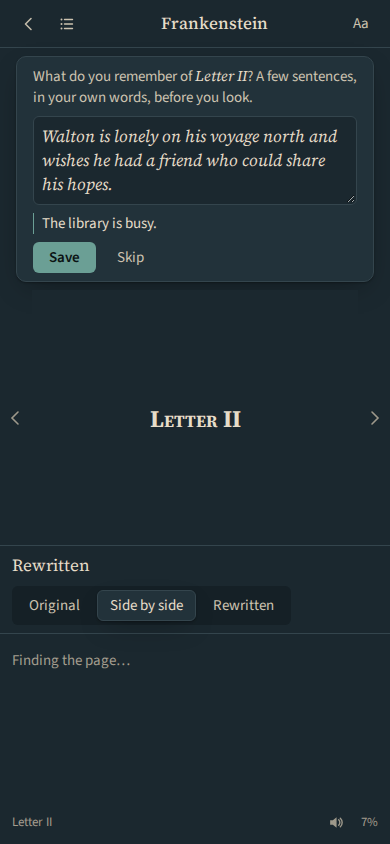 Frankenstein
Aa
What do you remember of Letter II? A few sentences,
in your own words, before you look.
Walton is lonely on his voyage north and
wishes he had a friend who could share
his hopes.
The library is busy.
Save
Skip
Letter II
Rewritten
Original
Side by side
Rewritten
Finding the page…
Letter II
7%